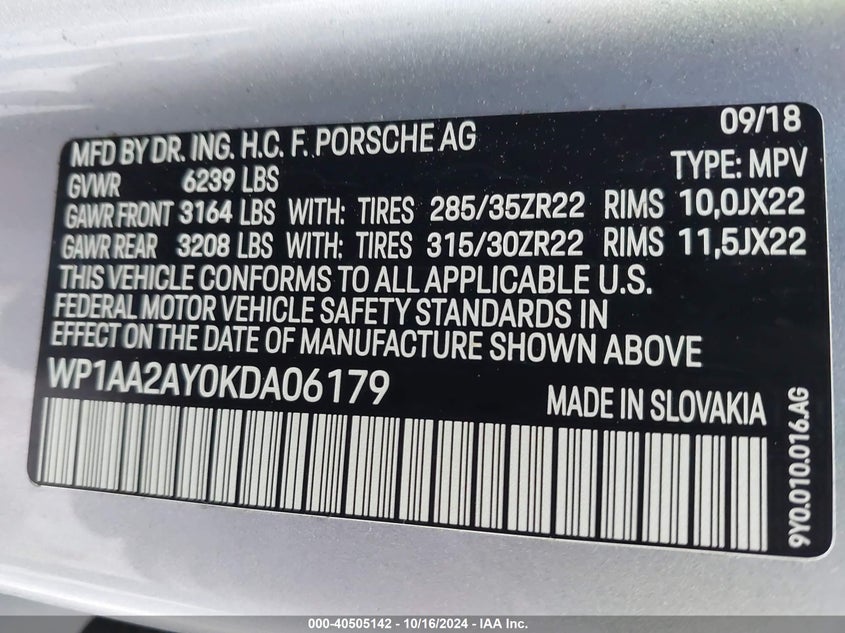 MFD BY DR. ING. H.C. F. PORSCHE AG 09/18
GVWR 6239 LBS TYPE: MPV
GAWR FRONT 3164 LBS WITH: TIRES 285/35ZR22 RIMS 10,0JX22
GAWR REAR 3208 LBS WITH: TIRES 315/30ZR22 RIMS 11,5JX22
THIS VEHICLE CONFORMS TO ALL APPLICABLE U.S.
FEDERAL MOTOR VEHICLE SAFETY STANDARDS IN
EFFECT ON THE DATE OF MANUFACTURE SHOWN ABOVE
WP1AA2AY0KDA06179 MADE IN SLOVAKIA
9Y0.010.016.AG
000-40505142 - 10/16/2024 - IAA Inc.